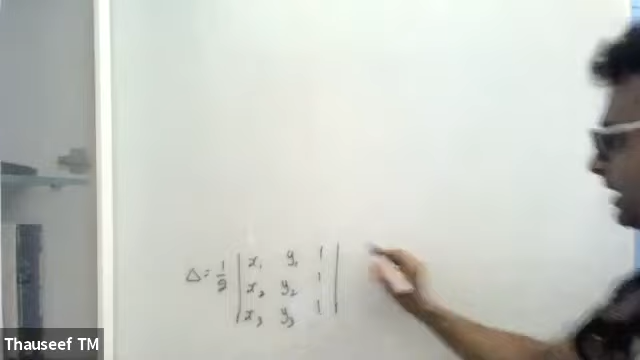 Δ = 1/2 | x₁ y₁ 1 |
| x₂ y₂ 1 |
| x₃ y₃ 1 |
Thauseef TM